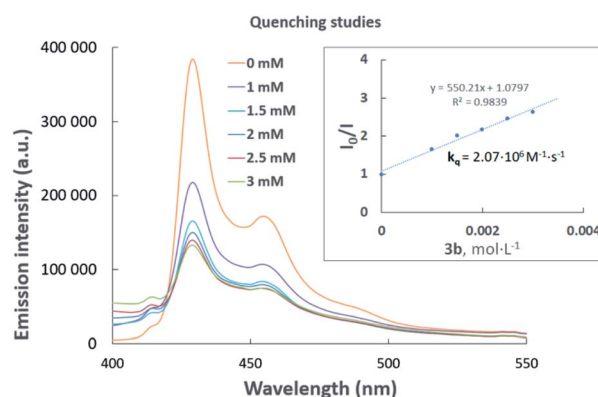 Quenching studies
400 000
300 000
200 000
100 000
0
400
450
500
550
Emission intensity (a.u.)
Wavelength (nm)
0 mM
1 mM
1.5 mM
2 mM
2.5 mM
3 mM
4
3
2
1
0
0
0.002
0.004
I₀/I
y = 550.21x + 1.0797
R² = 0.9839
kq = 2.07·10⁶ M⁻¹·s⁻¹
3b, mol·L⁻¹